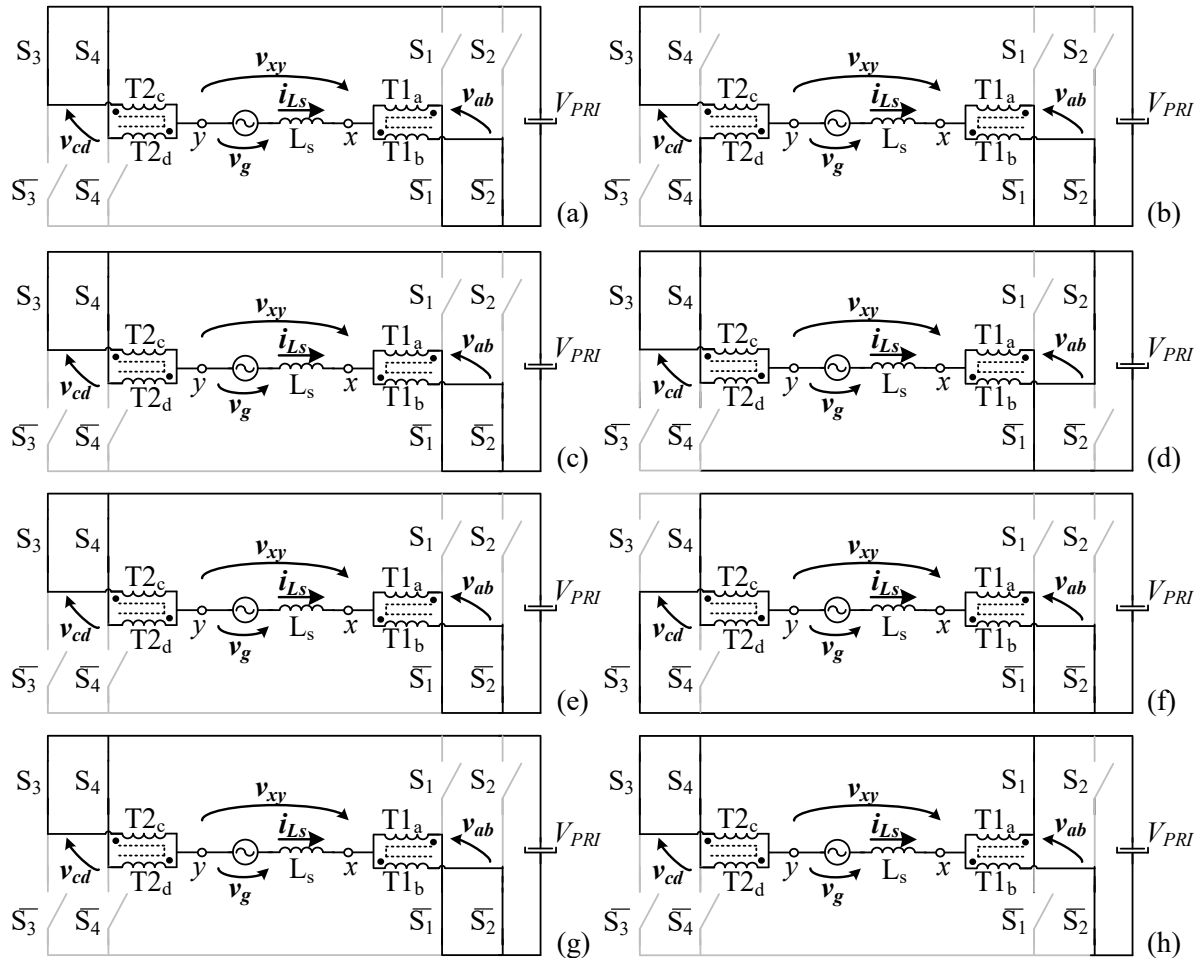 S₃ S₄ T2c T2d vcd S̅₃ S̅₄ y vg vxy iLs Ls x T1a T1b vab S₁ S₂ S̅₁ S̅₂ VPRI (a)
S₃ S₄ T2c T2d vcd S̅₃ S̅₄ y vg vxy iLs Ls x T1a T1b vab S₁ S₂ S̅₁ S̅₂ VPRI (b)
S₃ S₄ T2c T2d vcd S̅₃ S̅₄ y vg vxy iLs Ls x T1a T1b vab S₁ S₂ S̅₁ S̅₂ VPRI (c)
S₃ S₄ T2c T2d vcd S̅₃ S̅₄ y vg vxy iLs Ls x T1a T1b vab S₁ S₂ S̅₁ S̅₂ VPRI (d)
S₃ S₄ T2c T2d vcd S̅₃ S̅₄ y vg vxy iLs Ls x T1a T1b vab S₁ S₂ S̅₁ S̅₂ VPRI (e)
S₃ S₄ T2c T2d vcd S̅₃ S̅₄ y vg vxy iLs Ls x T1a T1b vab S₁ S₂ S̅₁ S̅₂ VPRI (f)
S₃ S₄ T2c T2d vcd S̅₃ S̅₄ y vg vxy iLs Ls x T1a T1b vab S₁ S₂ S̅₁ S̅₂ VPRI (g)
S₃ S₄ T2c T2d vcd S̅₃ S̅₄ y vg vxy iLs Ls x T1a T1b vab S₁ S₂ S̅₁ S̅₂ VPRI (h)